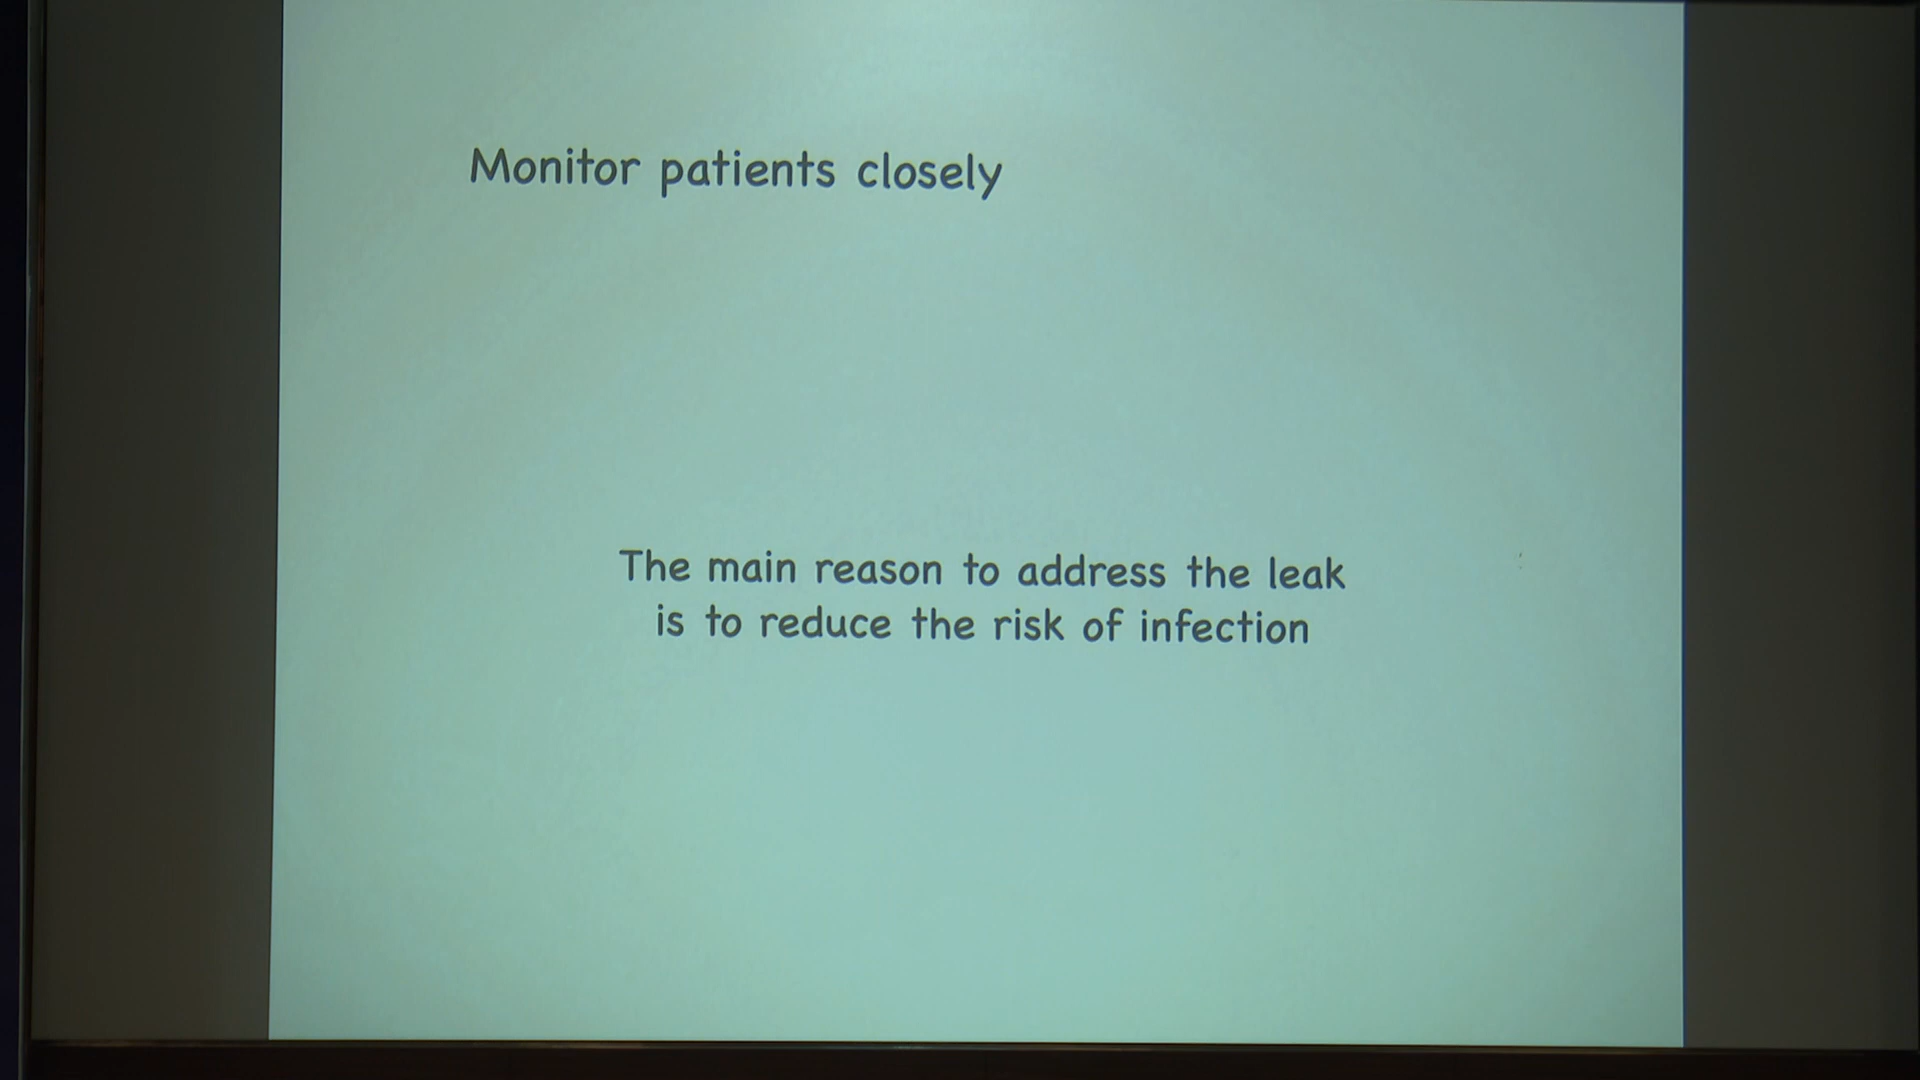 Monitor patients closely
The main reason to address the leak
is to reduce the risk of infection